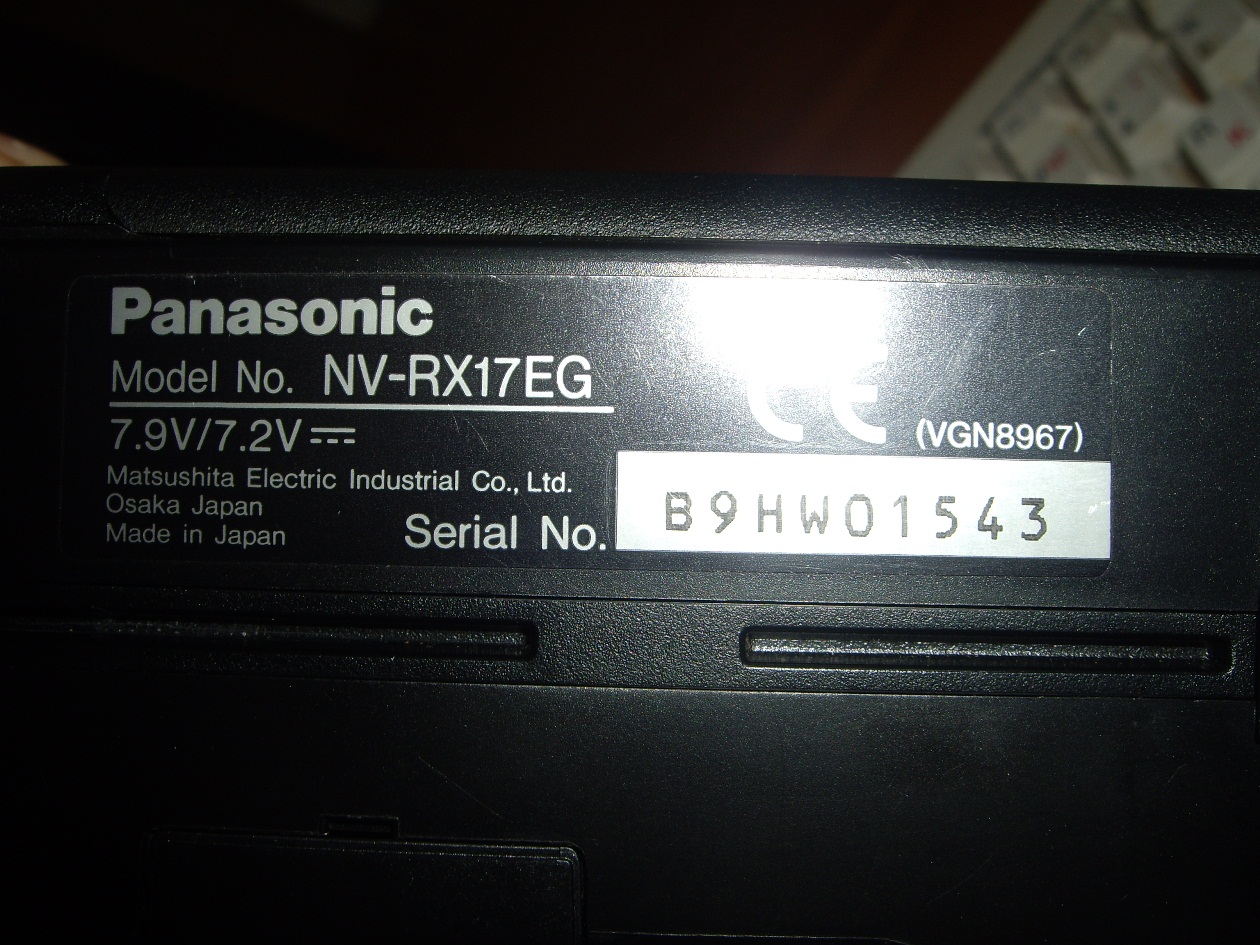 Panasonic
Model No. NV-RX17EG
7.9V/7.2V⎓
CE (VGN8967)
Matsushita Electric Industrial Co., Ltd.
Osaka Japan
Made in Japan
Serial No. B9HW01543